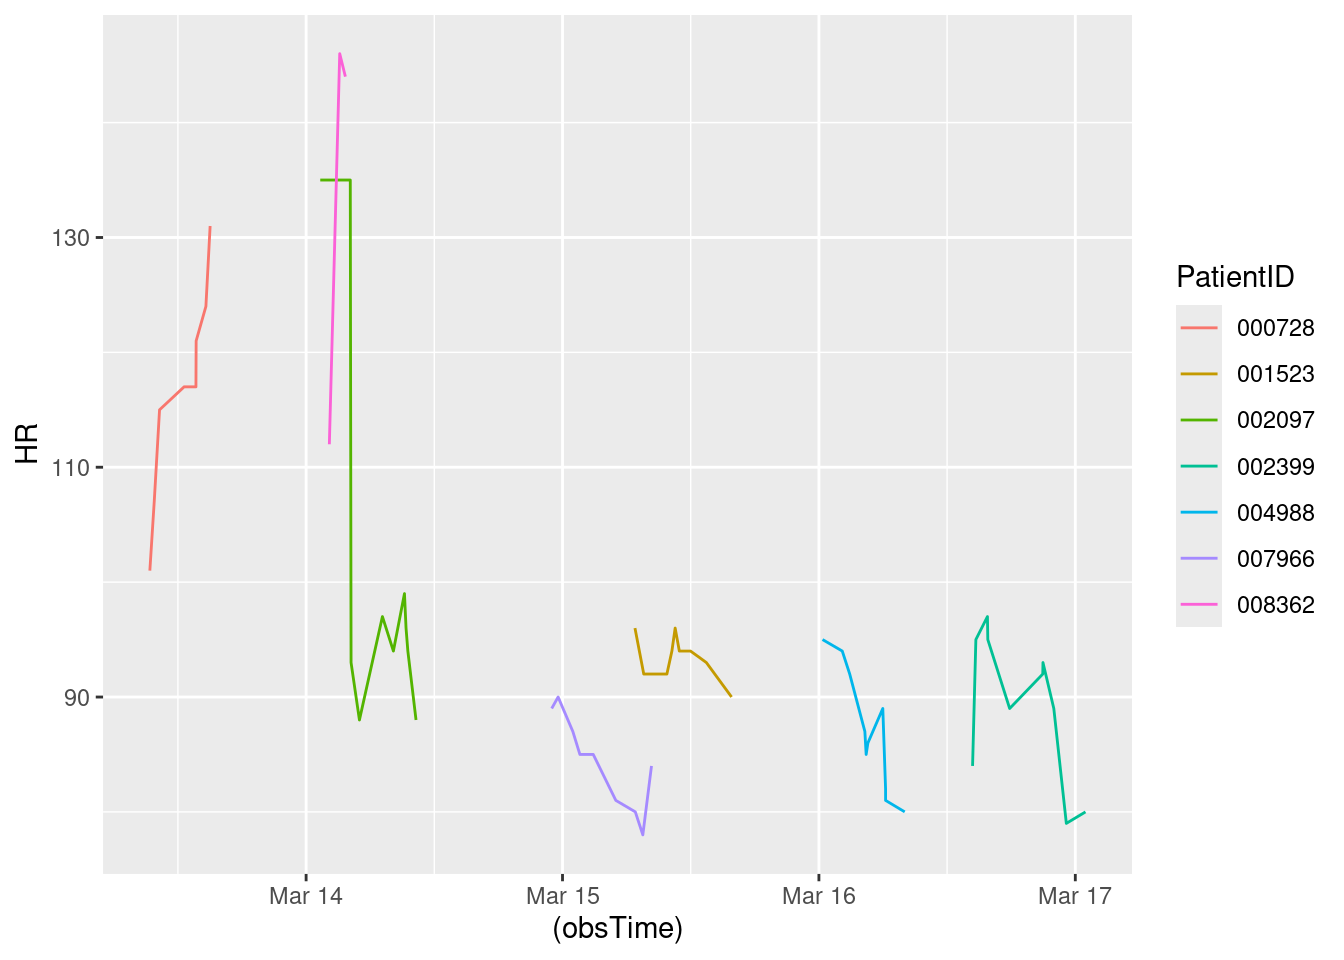 HR
130
110
90
Mar 14
Mar 15
Mar 16
Mar 17
(obsTime)
PatientID
000728
001523
002097
002399
004988
007966
008362